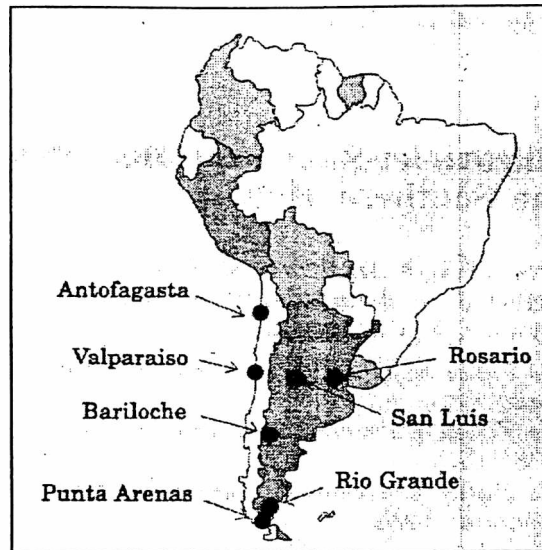 Antofagasta
Valparaiso
Rosario
Bariloche
San Luis
Rio Grande
Punta Arenas